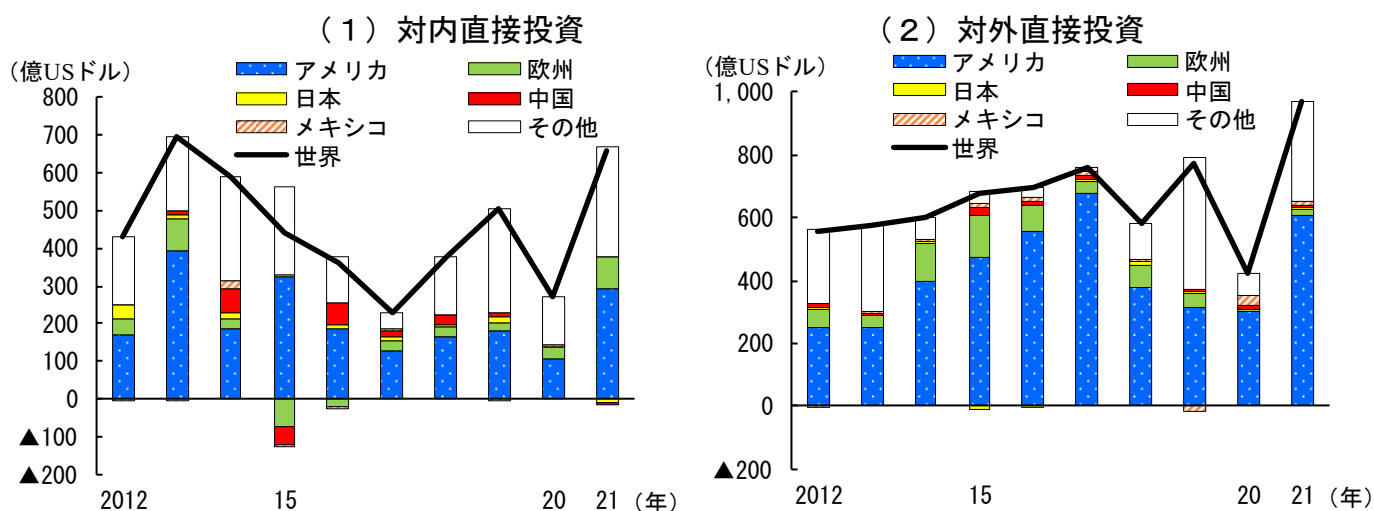 （１）対内直接投資
（億USドル）
アメリカ
欧州
日本
中国
メキシコ
その他
世界
800
700
600
500
400
300
200
100
0
▲100
▲200
2012
15
20
21
（年）
（２）対外直接投資
（億USドル）
アメリカ
欧州
日本
中国
メキシコ
その他
世界
1,000
800
600
400
200
0
▲200
2012
15
20
21
（年）